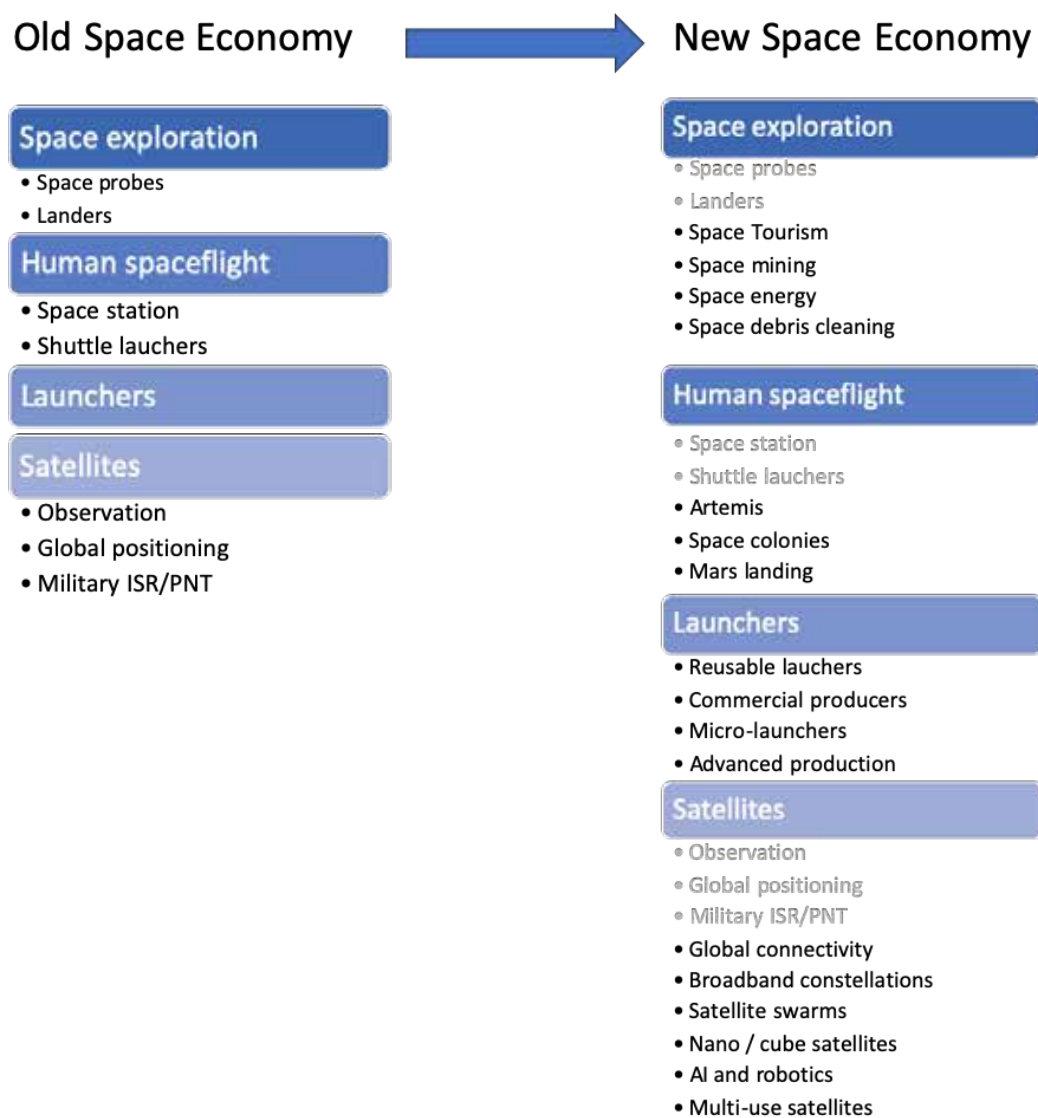 Old Space Economy
Space exploration
• Space probes
• Landers
Human spaceflight
• Space station
• Shuttle lauchers
Launchers
Satellites
• Observation
• Global positioning
• Military ISR/PNT
New Space Economy
Space exploration
• Space probes
• Landers
• Space Tourism
• Space mining
• Space energy
• Space debris cleaning
Human spaceflight
• Space station
• Shuttle lauchers
• Artemis
• Space colonies
• Mars landing
Launchers
• Reusable lauchers
• Commercial producers
• Micro-launchers
• Advanced production
Satellites
• Observation
• Global positioning
• Military ISR/PNT
• Global connectivity
• Broadband constellations
• Satellite swarms
• Nano / cube satellites
• AI and robotics
• Multi-use satellites